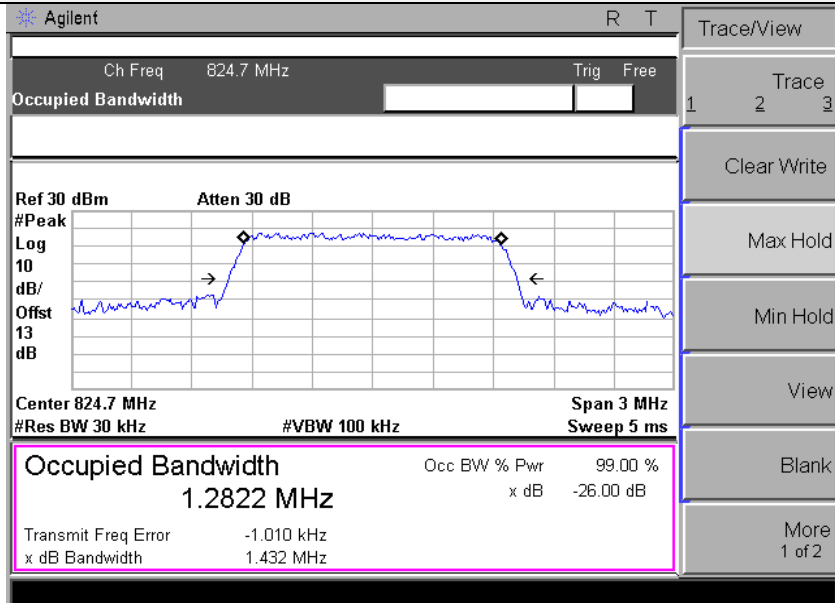 Agilent R T
Ch Freq 824.7 MHz Trig Free
Occupied Bandwidth
Ref 30 dBm Atten 30 dB
#Peak
Log
10
dB/
Offst
13
dB
Center 824.7 MHz Span 3 MHz
#Res BW 30 kHz #VBW 100 kHz Sweep 5 ms
Occupied Bandwidth Occ BW % Pwr 99.00 %
1.2822 MHz x dB -26.00 dB
Transmit Freq Error -1.010 kHz
x dB Bandwidth 1.432 MHz
Trace/View
Trace
1 2 3
Clear Write
Max Hold
Min Hold
View
Blank
More
1 of 2